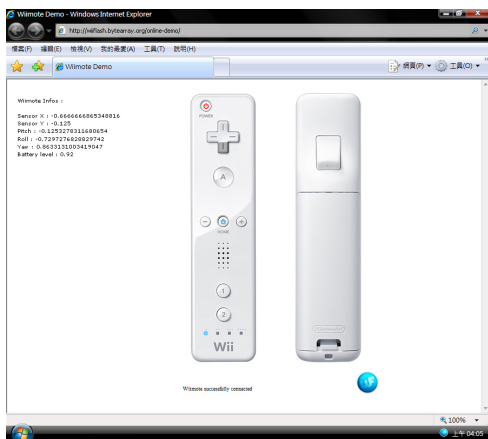 Wiimote Demo - Windows Internet Explorer
http://wiiflash.bytearray.org/online-demo/
檔案(F) 編輯(E) 檢視(V) 我的最愛(A) 工具(T) 說明(H)
Wiimote Demo
網頁(P) 工具(O)
Wiimote Infos :
Sensor X : -0.6666666865348816
Sensor Y : -0.125
Pitch : -0.1253278311680654
Roll : -0.7297276828829742
Yaw : 0.8633131003419047
Battery level : 0.92
POWER
A
HOME
1
2
Wii
Nintendo
Wiimote successfully connected
100%
上午 04:05